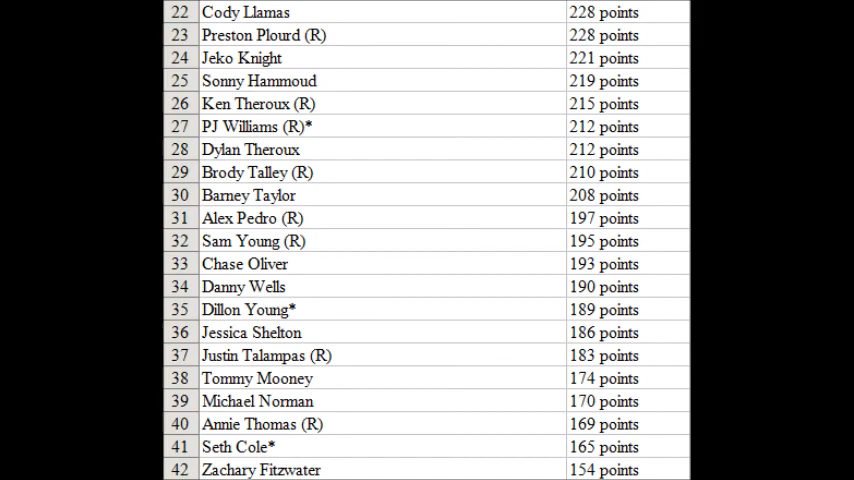 22 Cody Llamas 228 points
23 Preston Plourd (R) 228 points
24 Jeko Knight 221 points
25 Sonny Hammoud 219 points
26 Ken Theroux (R) 215 points
27 PJ Williams (R)* 212 points
28 Dylan Theroux 212 points
29 Brody Talley (R) 210 points
30 Barney Taylor 208 points
31 Alex Pedro (R) 197 points
32 Sam Young (R) 195 points
33 Chase Oliver 193 points
34 Danny Wells 190 points
35 Dillon Young* 189 points
36 Jessica Shelton 186 points
37 Justin Talampas (R) 183 points
38 Tommy Mooney 174 points
39 Michael Norman 170 points
40 Annie Thomas (R) 169 points
41 Seth Cole* 165 points
42 Zachary Fitzwater 154 points